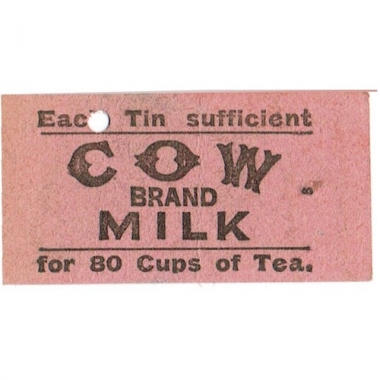 Each Tin sufficient
COW
BRAND
MILK
for 80 Cups of Tea.